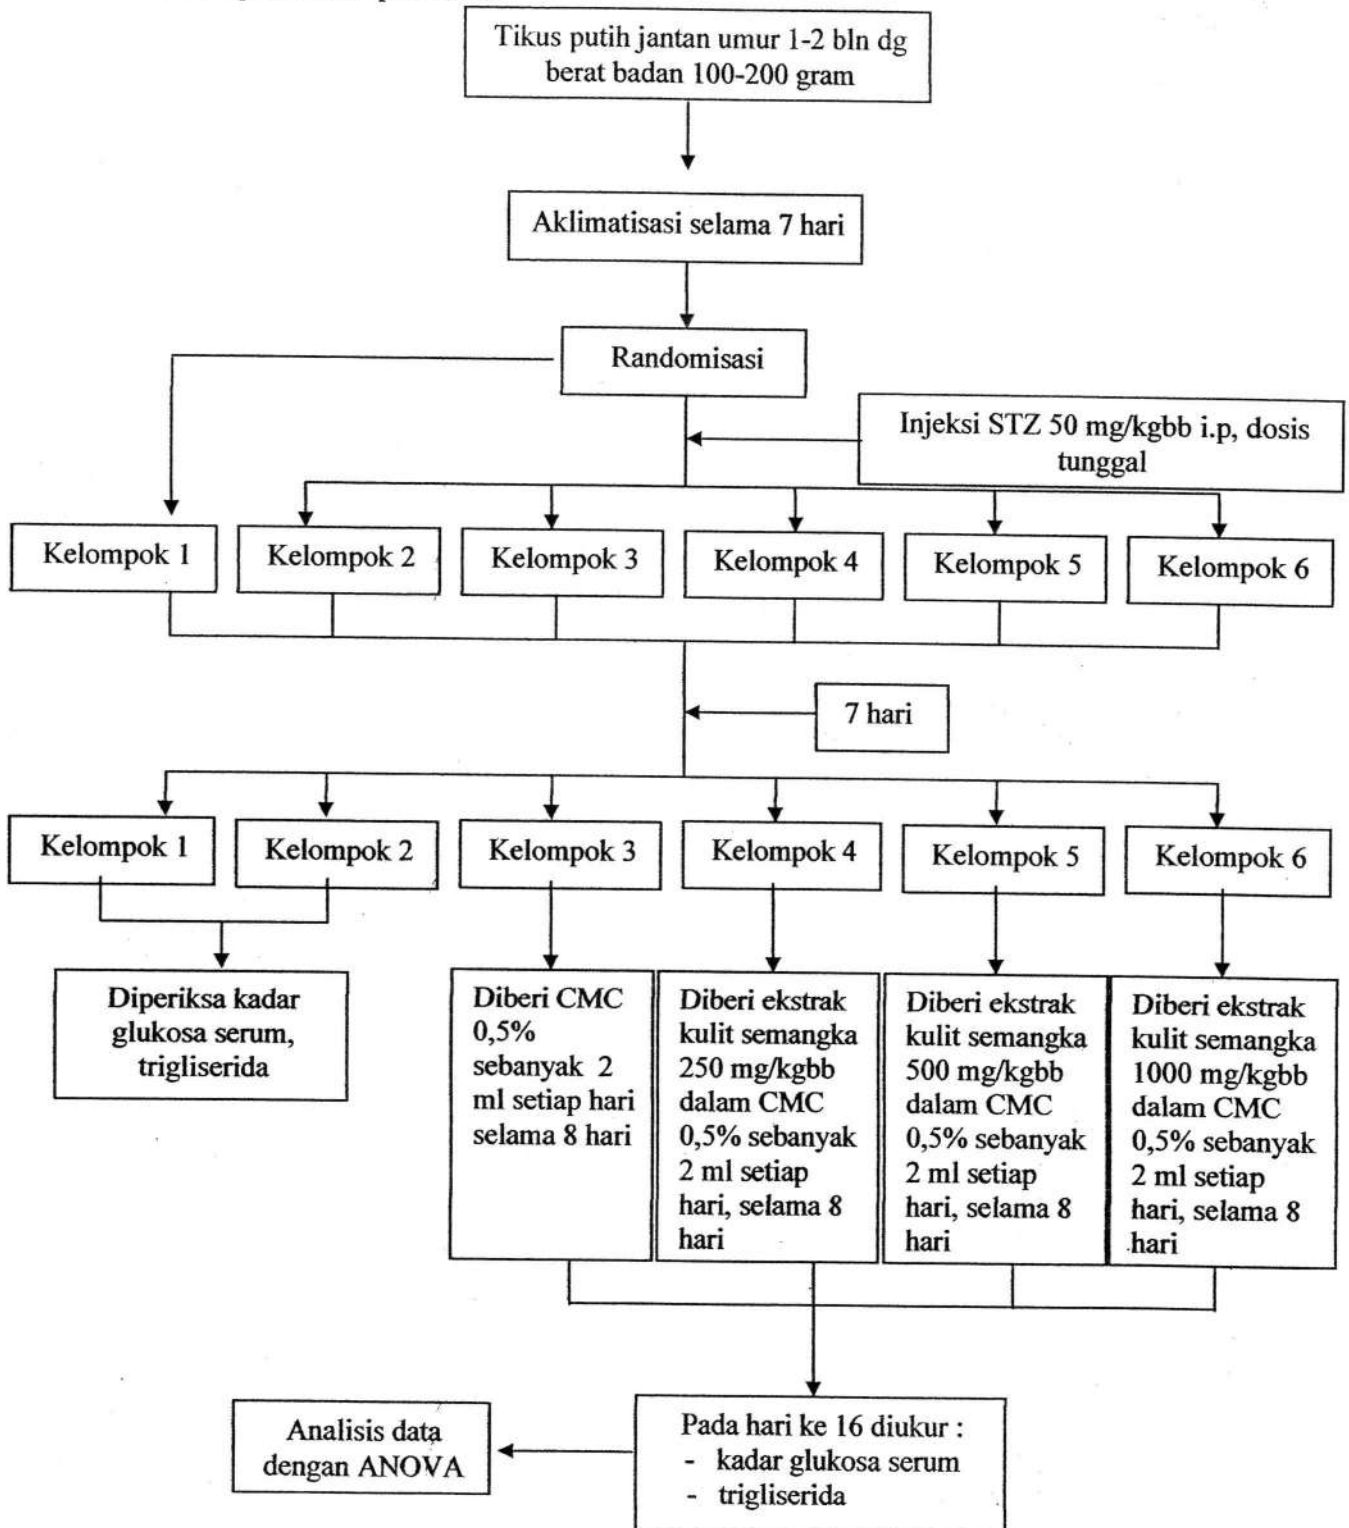 Tikus putih jantan umur 1-2 bln dg
berat badan 100-200 gram
Aklimatisasi selama 7 hari
Randomisasi
Injeksi STZ 50 mg/kgbb i.p, dosis
tunggal
Kelompok 1
Kelompok 2
Kelompok 3
Kelompok 4
Kelompok 5
Kelompok 6
7 hari
Kelompok 1
Kelompok 2
Kelompok 3
Kelompok 4
Kelompok 5
Kelompok 6
Diperiksa kadar
glukosa serum,
trigliserida
Diberi CMC
0,5%
sebanyak 2
ml setiap hari
selama 8 hari
Diberi ekstrak
kulit semangka
250 mg/kgbb
dalam CMC
0,5% sebanyak
2 ml setiap
hari, selama 8
hari
Diberi ekstrak
kulit semangka
500 mg/kgbb
dalam CMC
0,5% sebanyak
2 ml setiap
hari, selama 8
hari
Diberi ekstrak
kulit semangka
1000 mg/kgbb
dalam CMC
0,5% sebanyak
2 ml setiap
hari, selama 8
hari
Analisis data
dengan ANOVA
Pada hari ke 16 diukur :
- kadar glukosa serum
- trigliserida